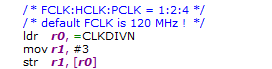 /* FCLK:HCLK:PCLK = 1:2:4 */
/* default FCLK is 120 MHz ! */
ldr r0, =CLKDIVN
mov r1, #3
str r1, [r0]